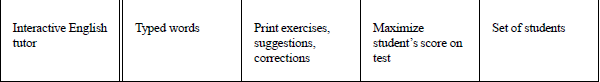 Interactive English
tutor
Typed words
Print exercises,
suggestions,
corrections
Maximize
student's score on
test
Set of students